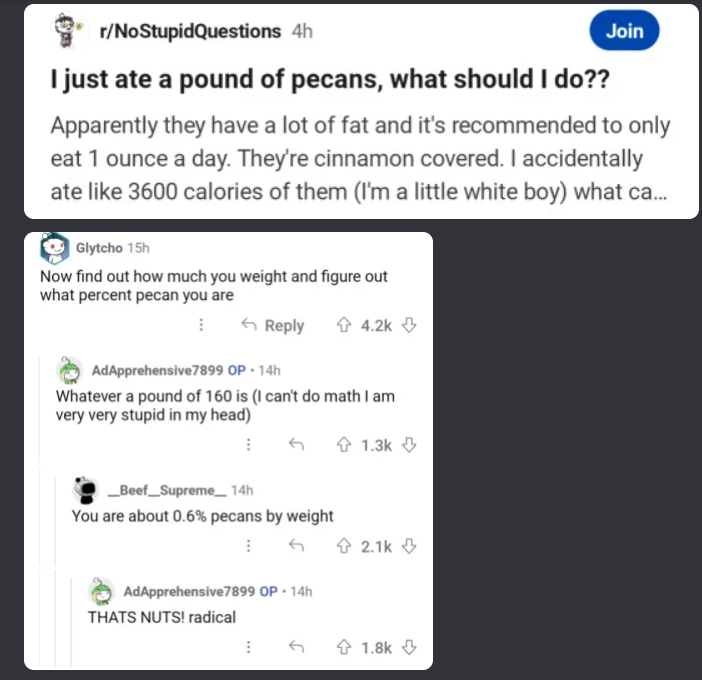 r/NoStupidQuestions 4h
Join
I just ate a pound of pecans, what should I do??
Apparently they have a lot of fat and it's recommended to only
eat 1 ounce a day. They're cinnamon covered. I accidentally
ate like 3600 calories of them (I'm a little white boy) what ca...
Glytcho 15h
Now find out how much you weight and figure out
what percent pecan you are
Reply 4.2k
AdApprehensive7899 OP • 14h
Whatever a pound of 160 is (I can't do math I am
very very stupid in my head)
1.3k
__Beef__Supreme__ 14h
You are about 0.6% pecans by weight
2.1k
AdApprehensive7899 OP • 14h
THATS NUTS! radical
1.8k